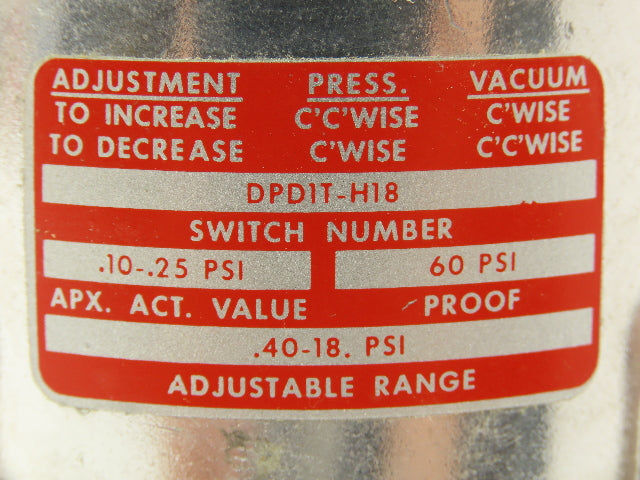 ADJUSTMENT PRESS. VACUUM
TO INCREASE C'C'WISE C'WISE
TO DECREASE C'WISE C'C'WISE
DPD1T-H18
SWITCH NUMBER
.10-.25 PSI 60 PSI
APX. ACT. VALUE PROOF
.40-18. PSI
ADJUSTABLE RANGE